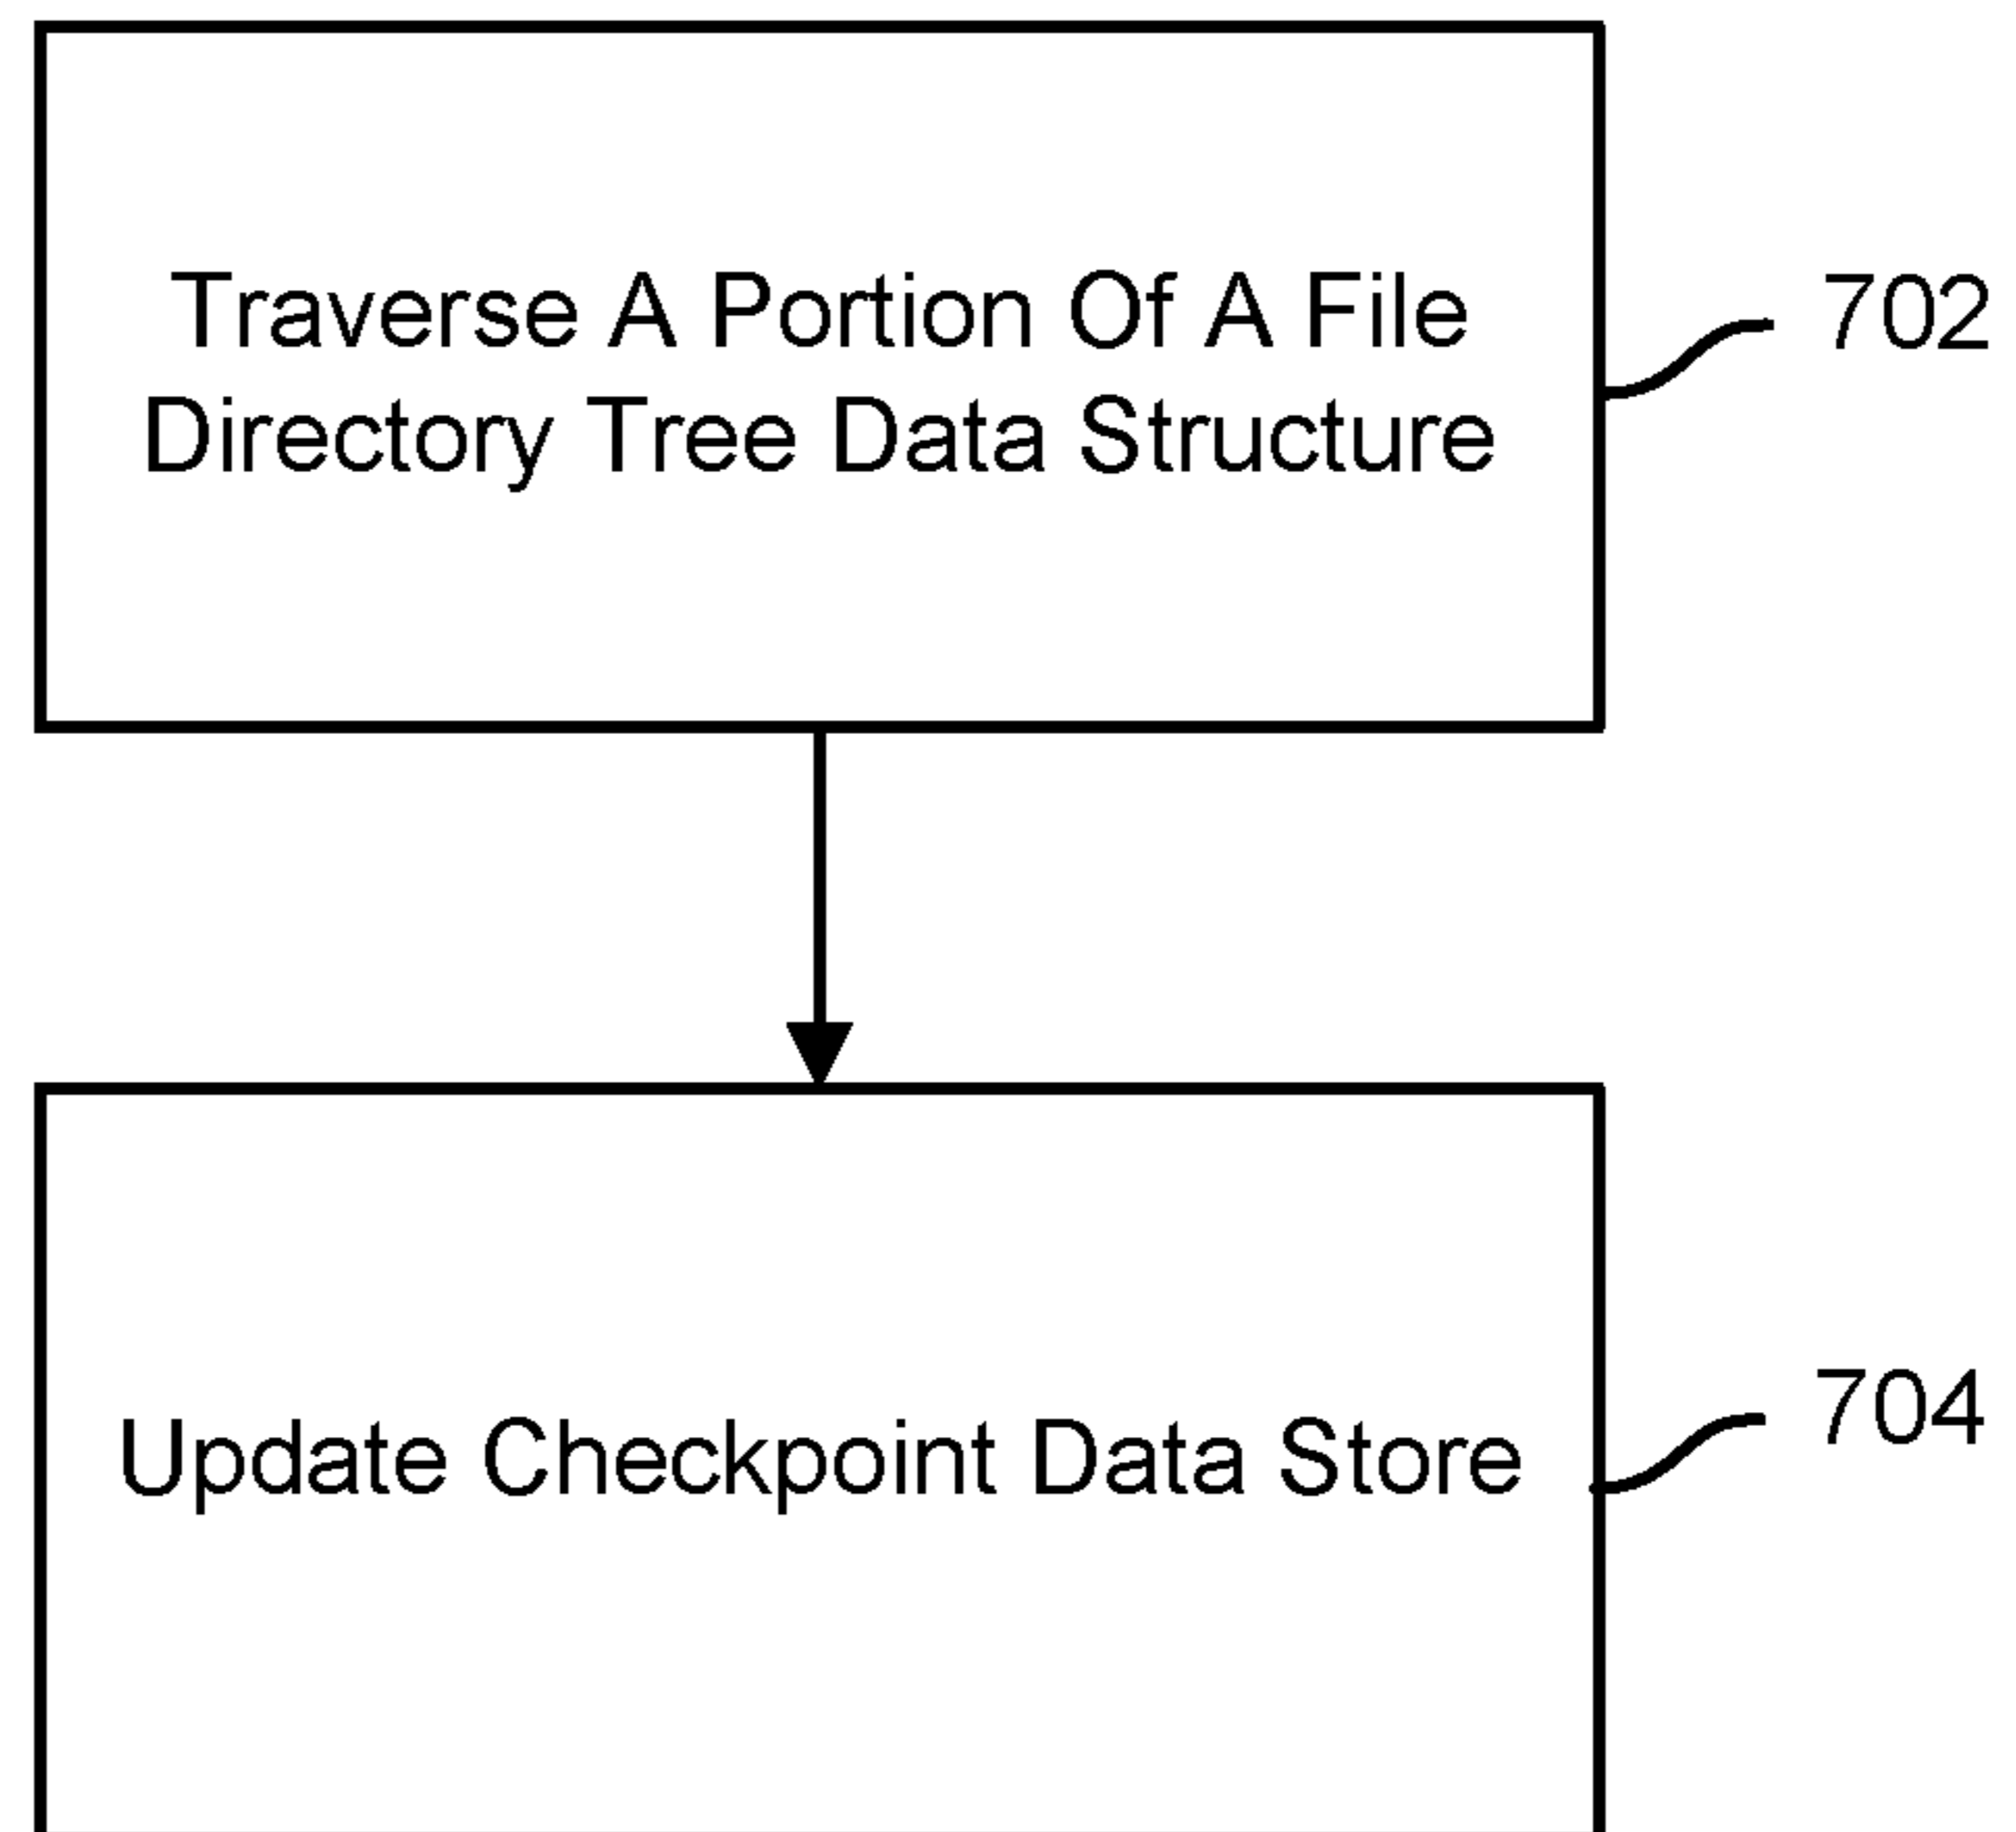 Traverse A Portion Of A File
Directory Tree Data Structure
702
Update Checkpoint Data Store
704